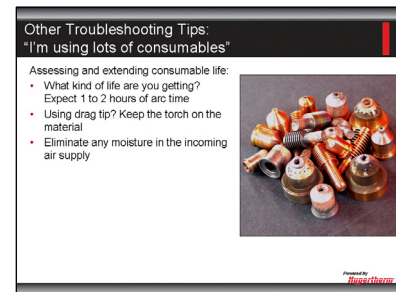 Other Troubleshooting Tips:
“I’m using lots of consumables”
Assessing and extending consumable life:
• What kind of life are you getting?
Expect 1 to 2 hours of arc time
• Using drag tip? Keep the torch on the
material
• Eliminate any moisture in the incoming
air supply
Powered By
Hypertherm